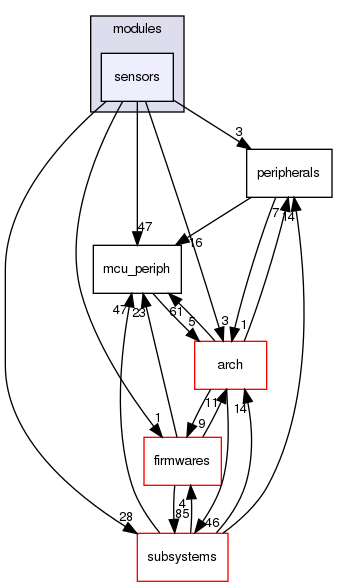 modules
sensors
3
peripherals
47
7
14
16
mcu_periph
47
23
61
5
3
1
arch
11
9
14
1
firmwares
4
85
28
46
subsystems